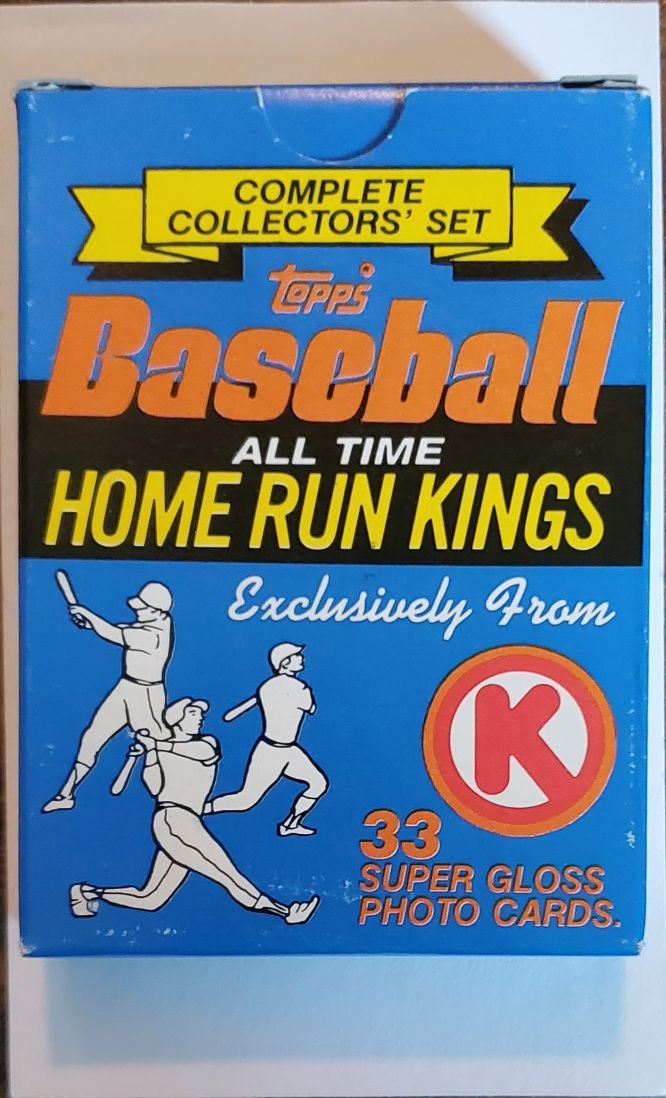 COMPLETE
COLLECTORS' SET
Topps
Baseball
ALL TIME
HOME RUN KINGS
Exclusively From
K
33
SUPER GLOSS
PHOTO CARDS.